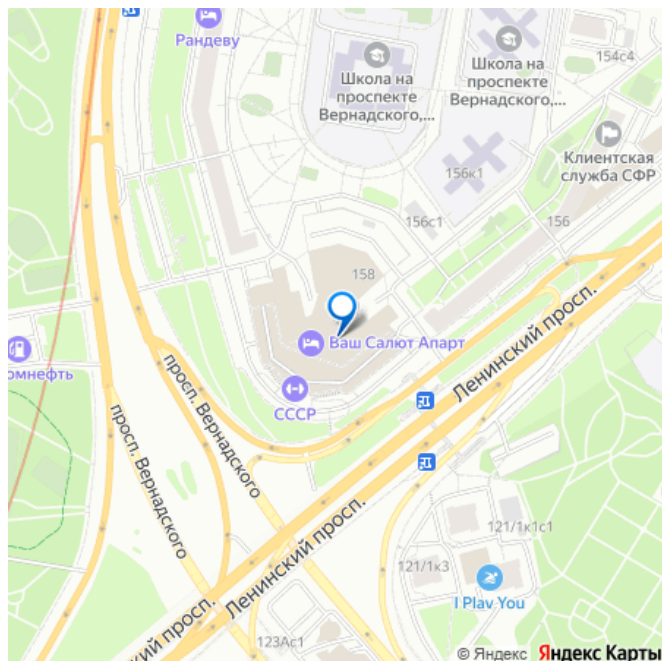 Рандеву
Школа на
проспекте
Вернадского,...
Школа на
проспекте
Вернадского,...
154с4
Клиентская
служба СФР
156к1
156с1
156
158
Ваш Салют Апарт
СССР
омнефть
просп. Вернадского
просп. Вернадского
Ленинский просп.
Ленинский просп.
кий просп.
121/1к1с1
121/1к3
I Play You
123Ас1
© Яндекс Яндекс Карты